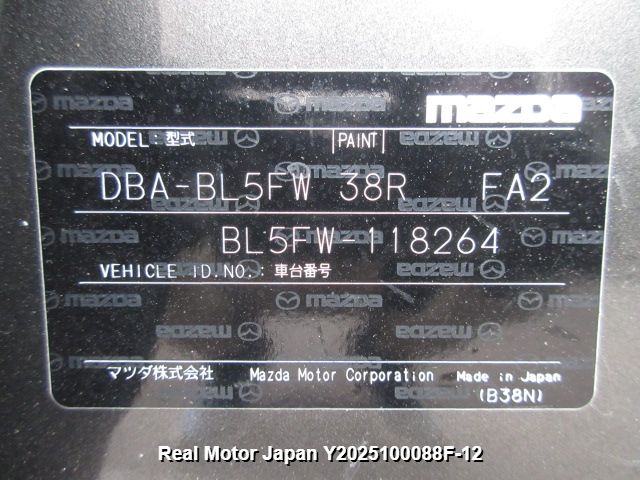 mazda
MODEL:型式 PAINT
DBA-BL5FW 38R EA2
BL5FW-118264
VEHICLE ID.NO.:車台番号
マツダ株式会社 Mazda Motor Corporation Made in Japan
(B38N)
Real Motor Japan Y2025100088F-12